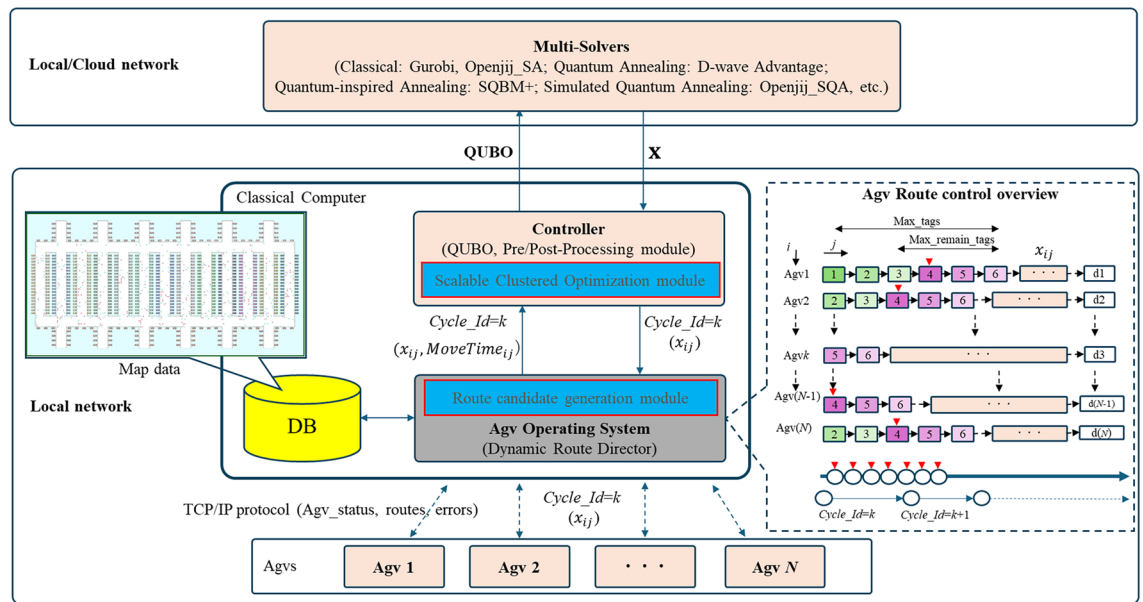 Local/Cloud network
Multi-Solvers
(Classical: Gurobi, Openjij_SA; Quantum Annealing: D-wave Advantage;
Quantum-inspired Annealing: SQBM+; Simulated Quantum Annealing: Openjij_SQA, etc.)
QUBO
X
Classical Computer
Controller
(QUBO, Pre/Post-Processing module)
Scalable Clustered Optimization module
Cycle_Id=k
(x_ij, MoveTime_ij)
Cycle_Id=k
(x_ij)
Map data
Local network
DB
Route candidate generation module
Agv Operating System
(Dynamic Route Director)
TCP/IP protocol (Agv_status, routes, errors)
Cycle_Id=k
(x_ij)
Agvs
Agv 1
Agv 2
· · ·
Agv N
Agv Route control overview
Max_tags
Max_remain_tags
i
j
x_ij
Agv1 1 2 3 4 5 6 · · · d1
Agv2 2 3 4 5 6 · · · d2
Agvk 5 6 · · · d3
Agv(N-1) 4 5 6 · · · d(N-1)
Agv(N) 2 3 4 5 6 · · · d(N)
Cycle_Id=k
Cycle_Id=k+1